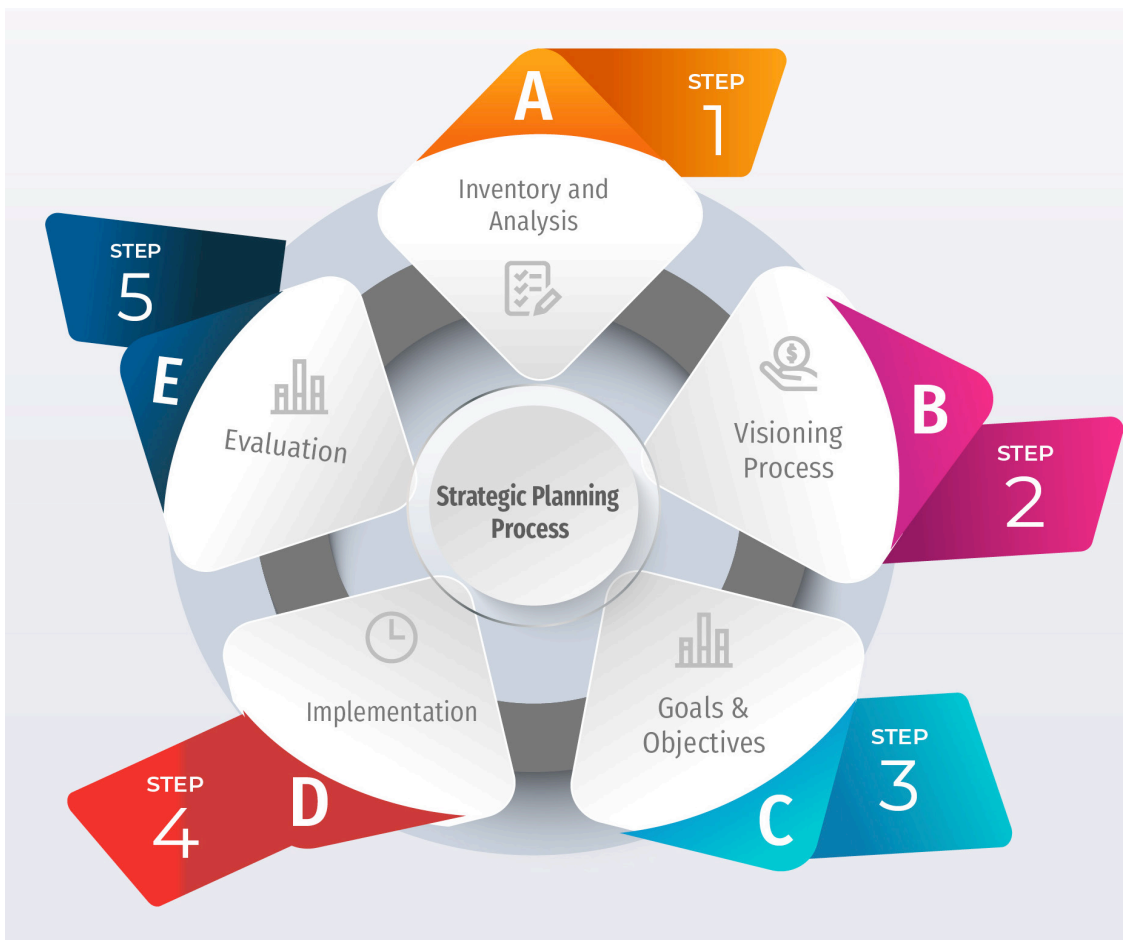 A
STEP
1
Inventory and
Analysis
B
STEP
2
Visioning
Process
C
STEP
3
Goals &
Objectives
D
STEP
4
Implementation
E
STEP
5
Evaluation
Strategic Planning
Process
$